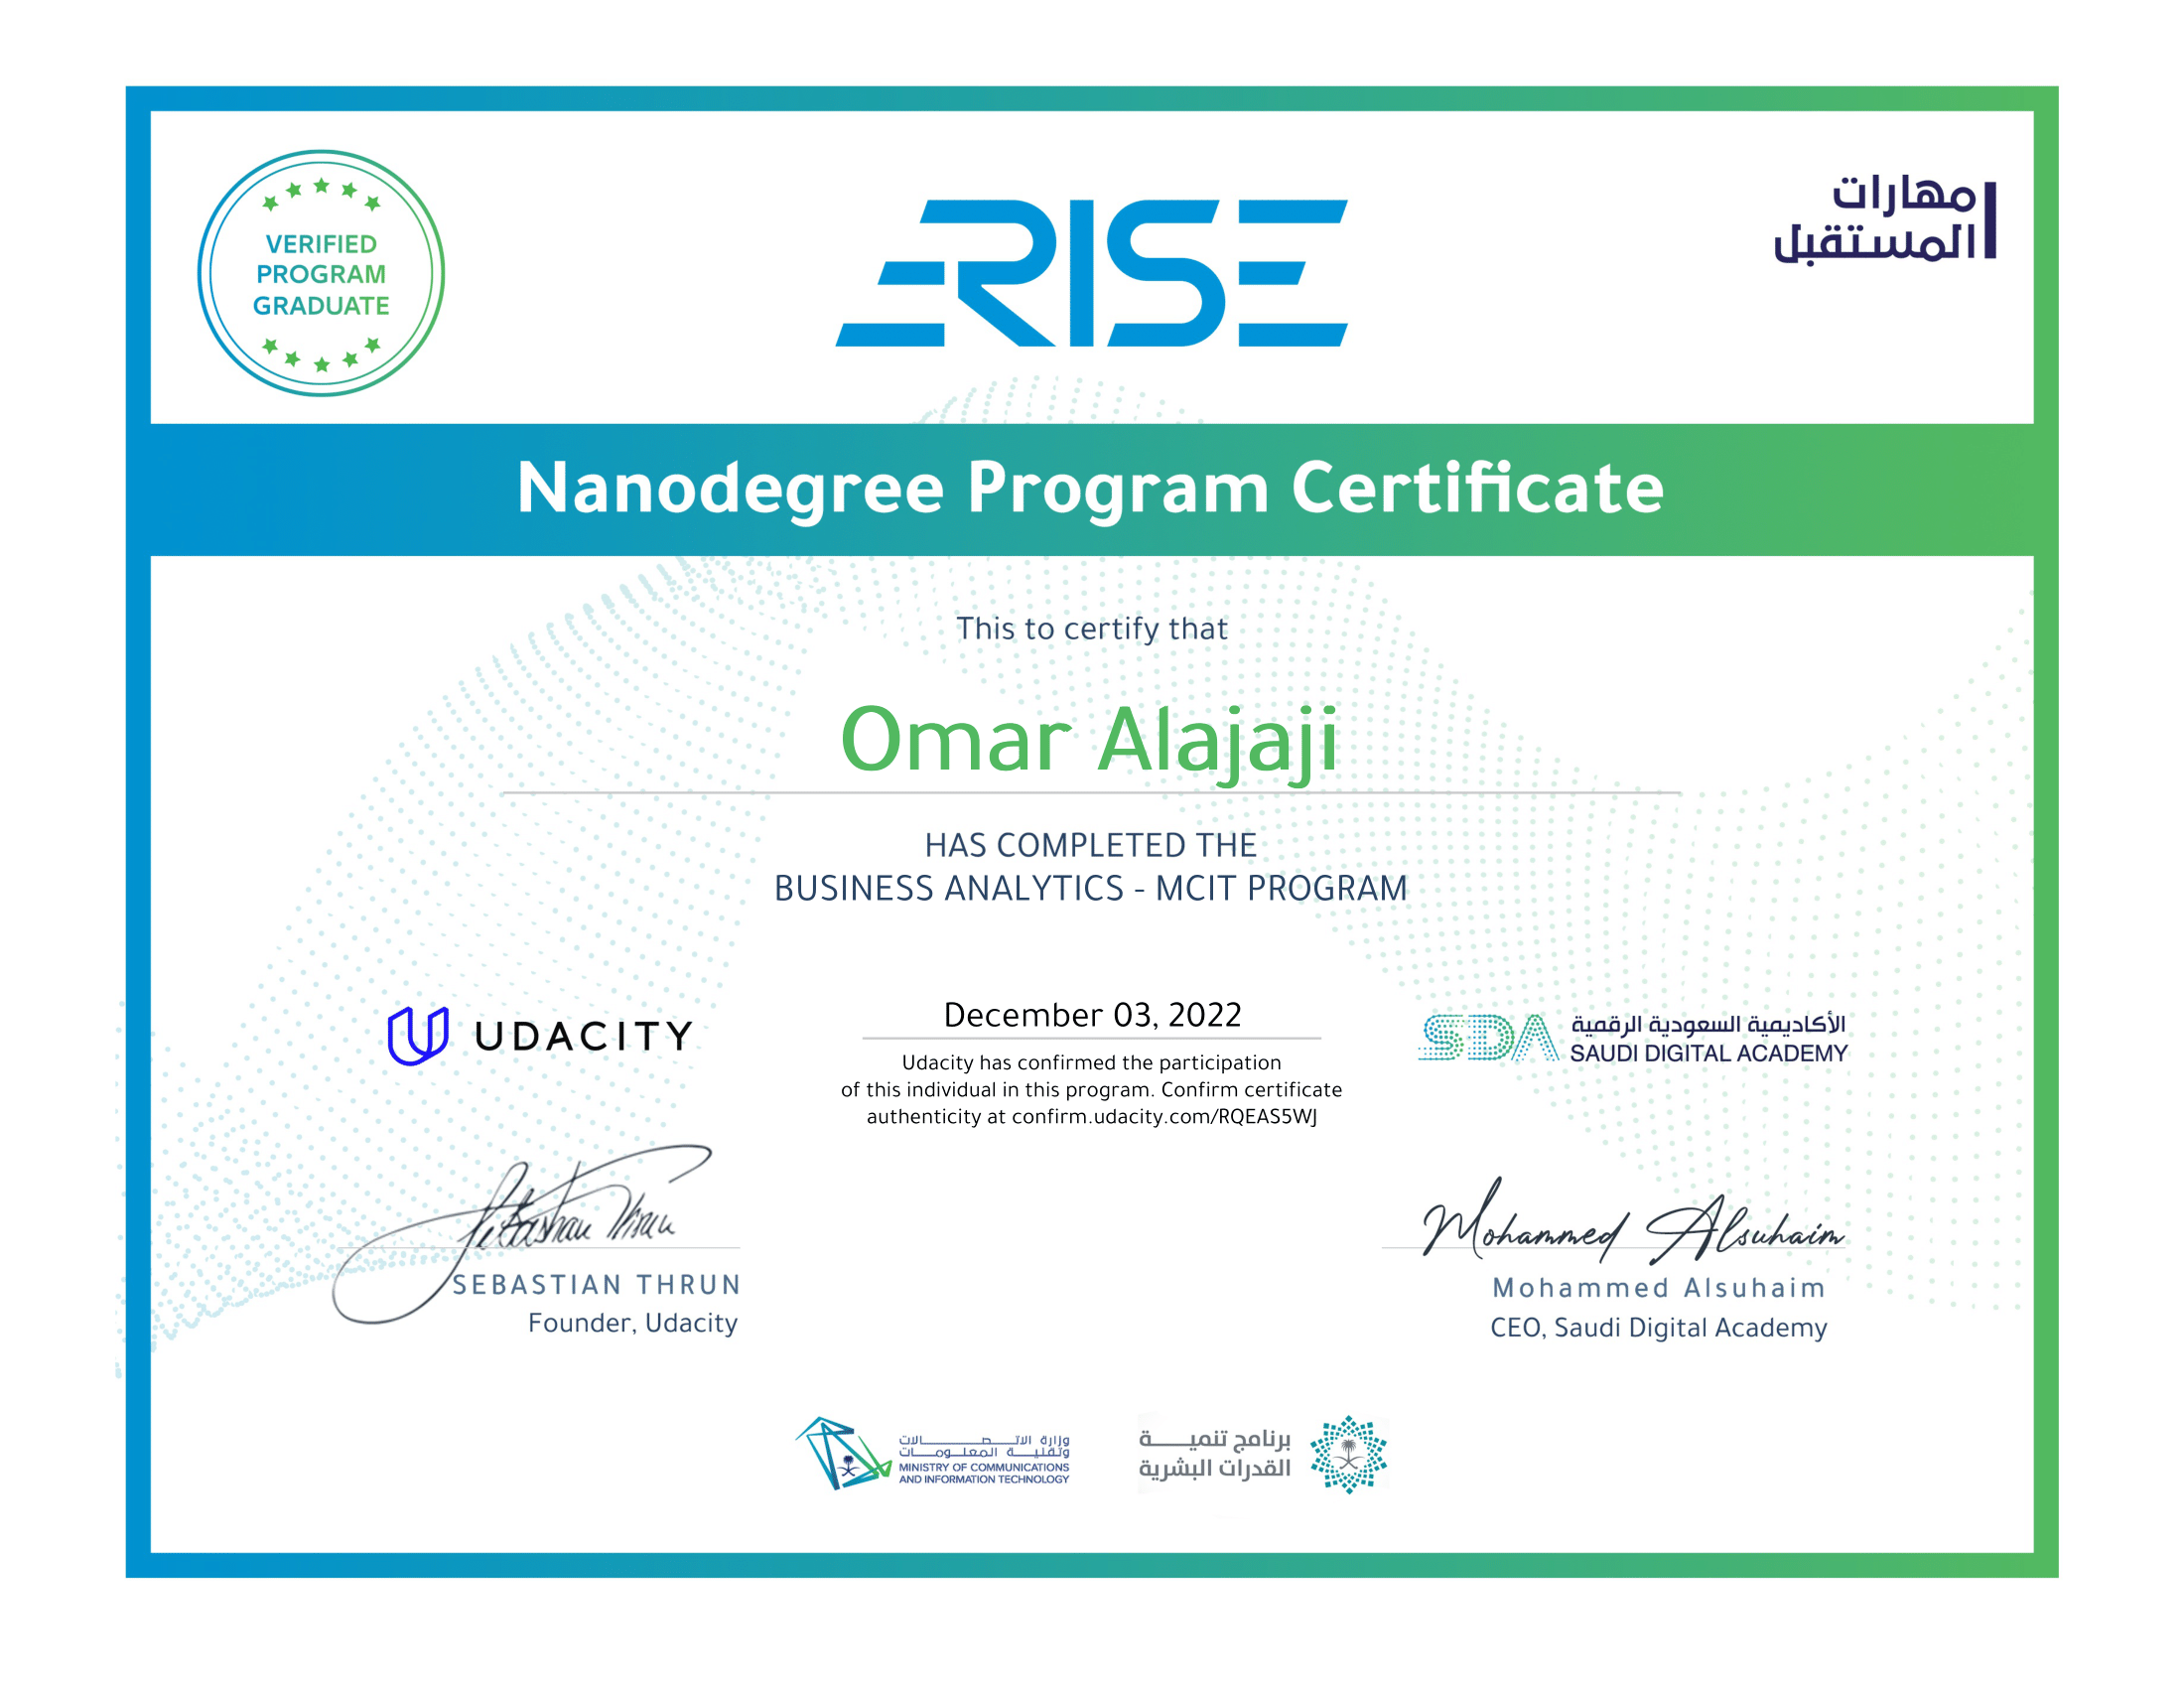 VERIFIED
PROGRAM
GRADUATE
ERISE
مهارات
المستقبل
Nanodegree Program Certificate
This to certify that
Omar Alajaji
HAS COMPLETED THE
BUSINESS ANALYTICS - MCIT PROGRAM
UDACITY
December 03, 2022
Udacity has confirmed the participation
of this individual in this program. Confirm certificate
authenticity at confirm.udacity.com/RQEAS5WJ
SDA
الأكاديمية السعودية الرقمية
SAUDI DIGITAL ACADEMY
Sebastian Thrun
SEBASTIAN THRUN
Founder, Udacity
Mohammed Alsuhaim
Mohammed Alsuhaim
CEO, Saudi Digital Academy
وزارة الاتصالات
وتقنية المعلومات
MINISTRY OF COMMUNICATIONS
AND INFORMATION TECHNOLOGY
برنامج تنمية
القدرات البشرية